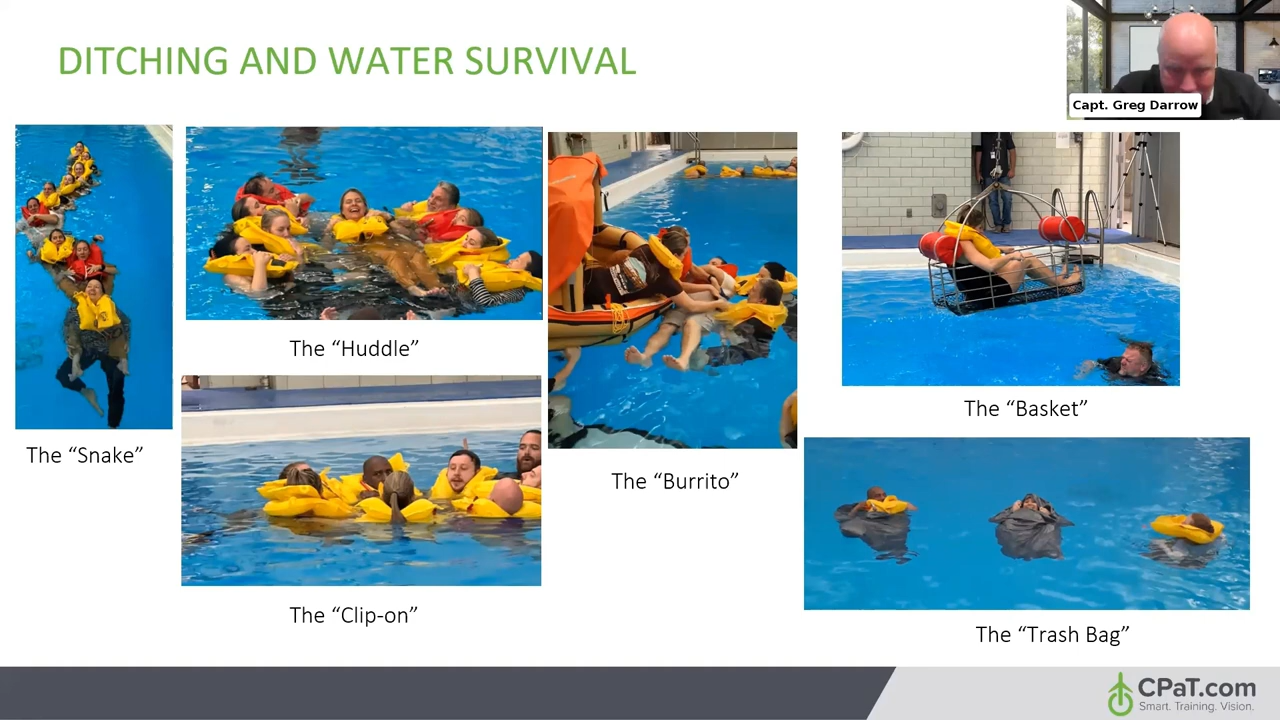 DITCHING AND WATER SURVIVAL
Capt. Greg Darrow
The “Huddle”
The “Basket”
The “Snake”
The “Burrito”
The “Clip-on”
The “Trash Bag”
CPaT.com
Smart. Training. Vision.